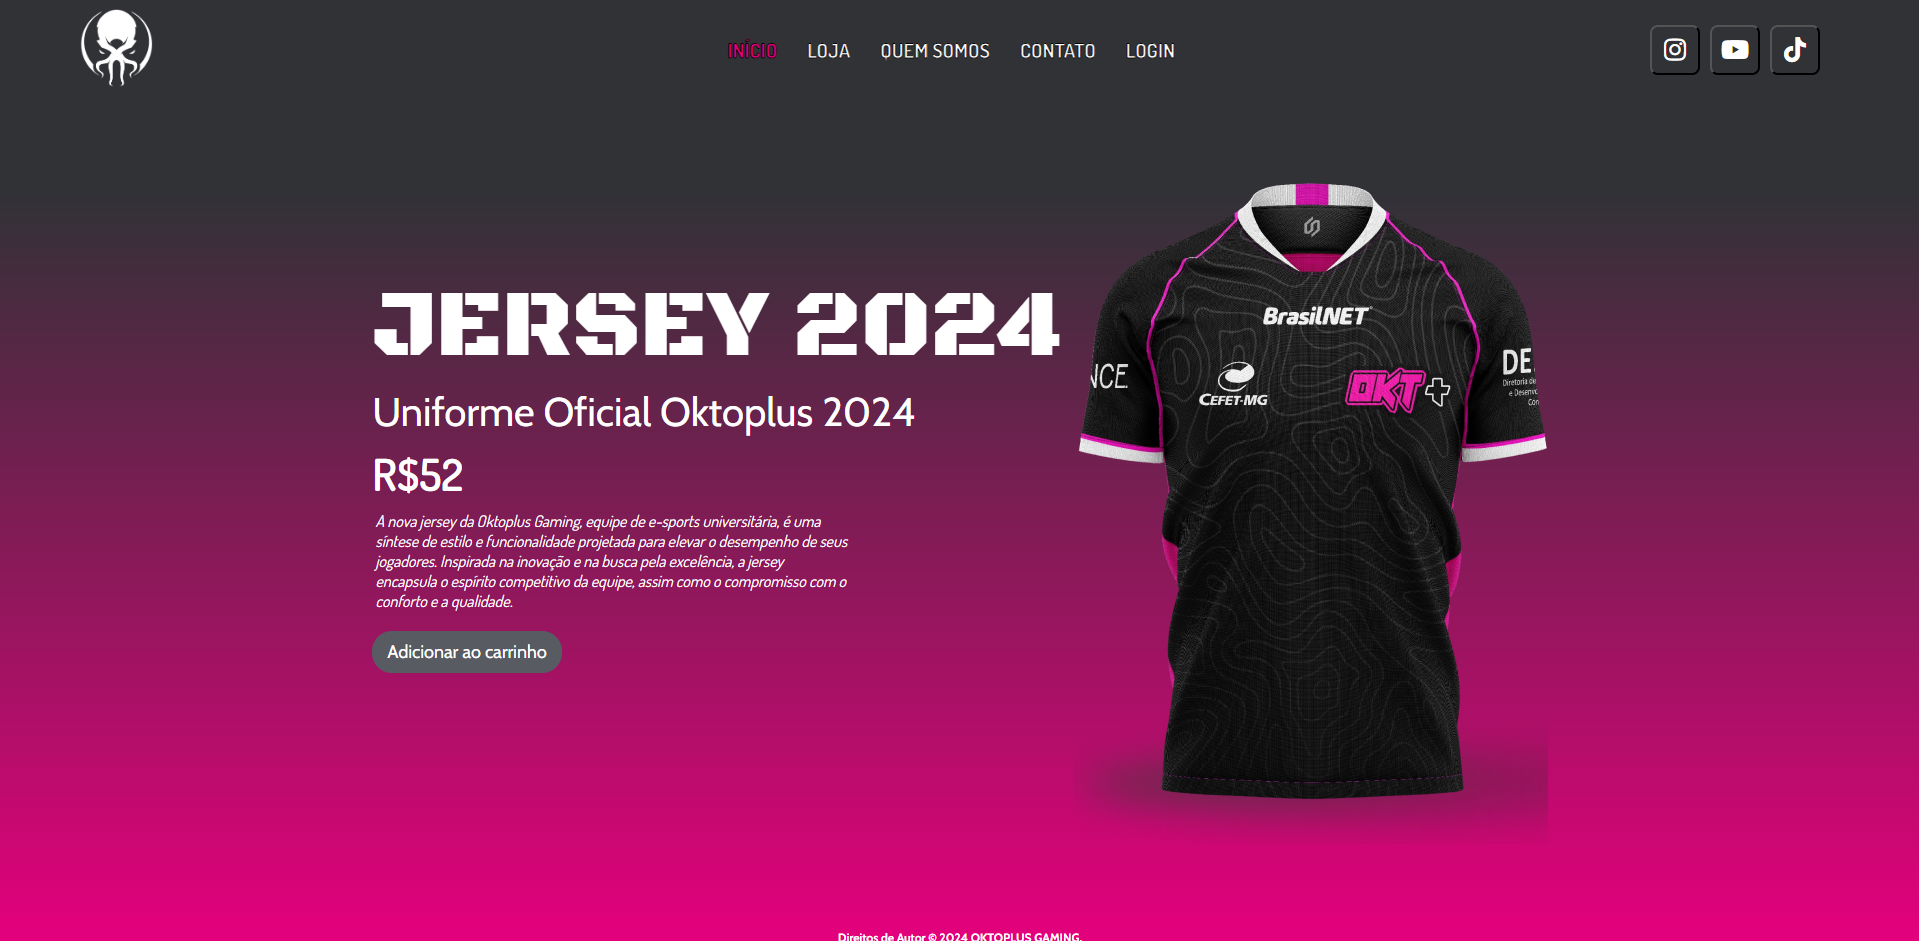 INÍCIO LOJA QUEM SOMOS CONTATO LOGIN
JERSEY 2024
Uniforme Oficial Oktoplus 2024
R$52
A nova jersey da Oktoplus Gaming, equipe de e-sports universitária, é uma
síntese de estilo e funcionalidade projetada para elevar o desempenho de seus
jogadores. Inspirada na inovação e na busca pela excelência, a jersey
encapsula o espírito competitivo da equipe, assim como o compromisso com o
conforto e a qualidade.
Adicionar ao carrinho
BrasilNET
NCE
CEFET-MG
OKT+
DE
Diretoria de
e Desenv
Con
Direitos de Autor © 2024 OKTOPLUS GAMING.